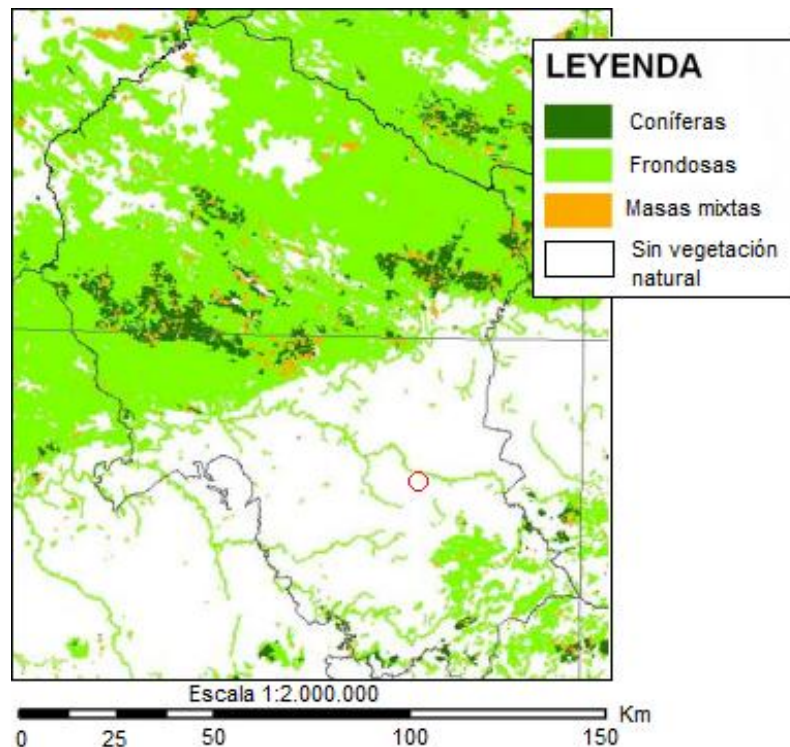 LEYENDA
Coníferas
Frondosas
Masas mixtas
Sin vegetación
natural
Escala 1:2.000.000
Km
0 25 50 100 150